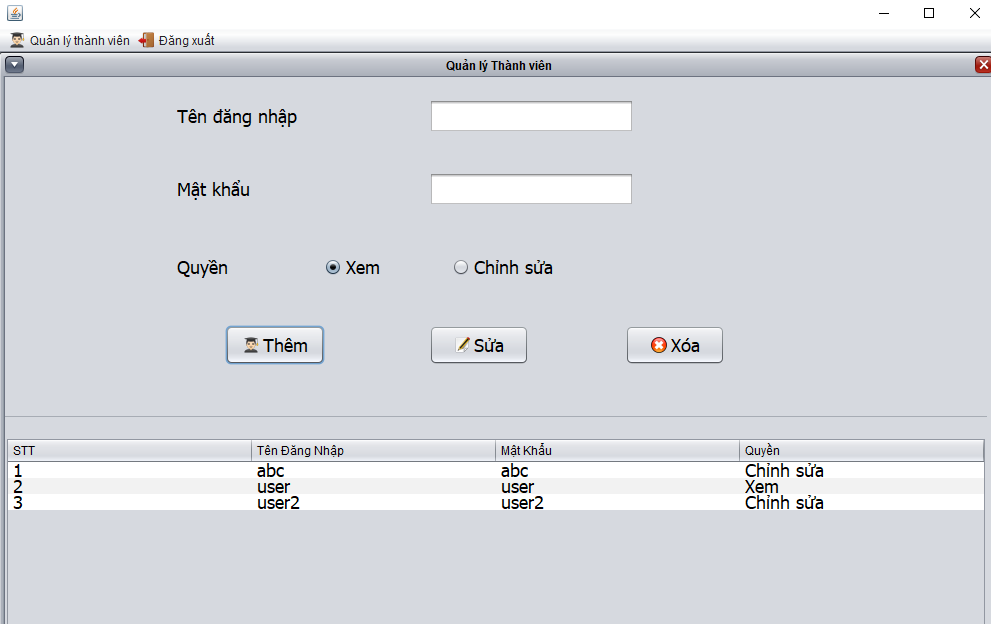 Quản lý thành viên Đăng xuất
Quản lý Thành viên
Tên đăng nhập
Mật khẩu
Quyền Xem Chỉnh sửa
Thêm Sửa Xóa
STT Tên Đăng Nhập Mật Khẩu Quyền
1 abc abc Chỉnh sửa
2 user user Xem
3 user2 user2 Chỉnh sửa